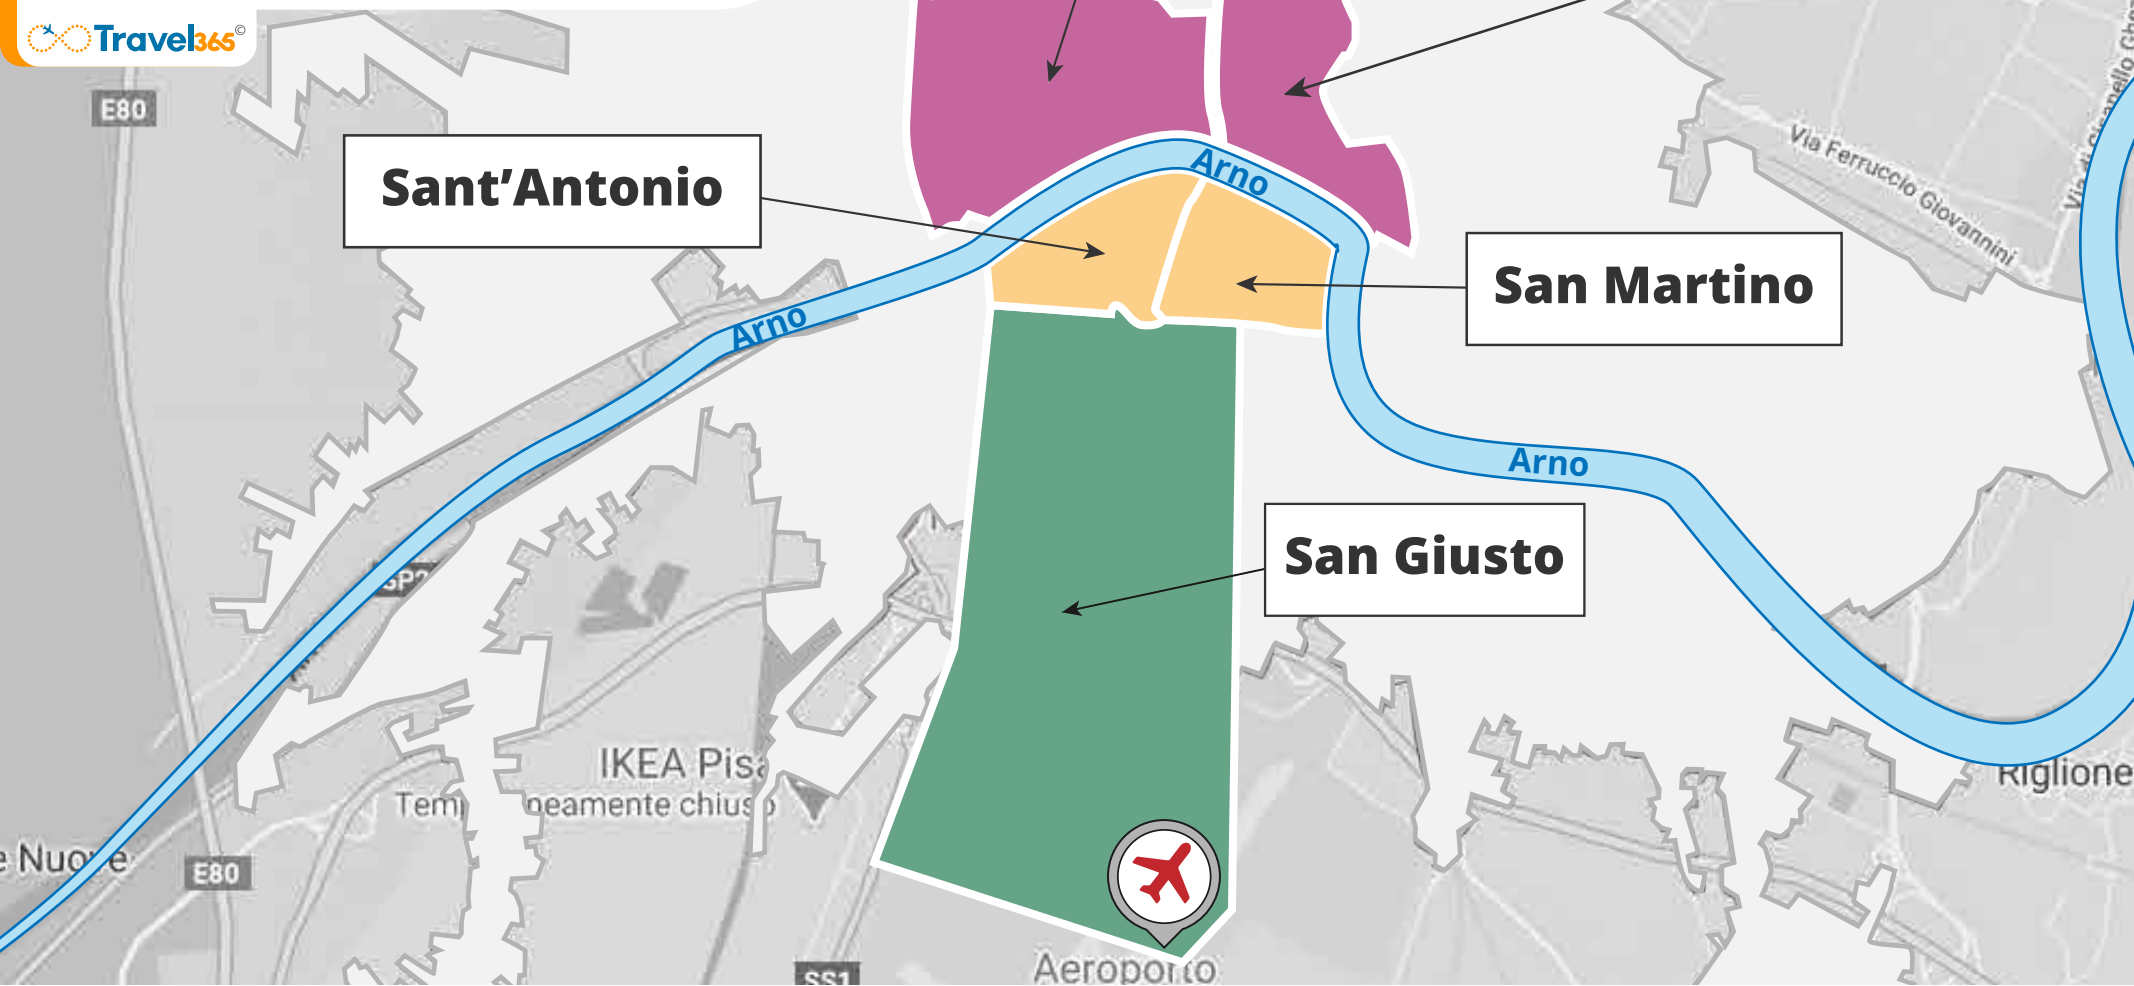 Travel365©
E80
Sant’Antonio
Arno
San Martino
Via Ferruccio Giovannini
Arno
Arno
San Giusto
IKEA Pisa
Riglione
E80
SS1
Aeroporto